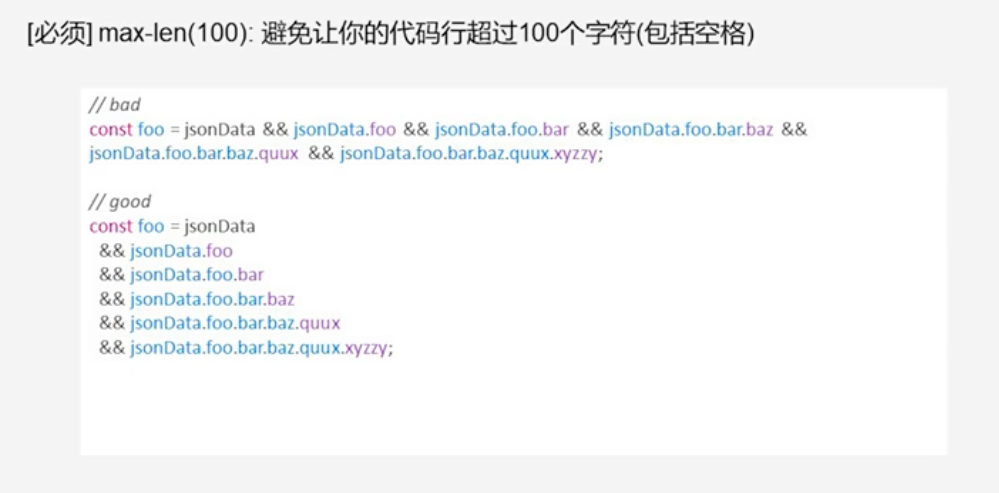 [必须] max-len(100): 避免让你的代码行超过100个字符(包括空格)
// bad
const foo = jsonData && jsonData.foo && jsonData.foo.bar && jsonData.foo.bar.baz &&
jsonData.foo.bar.baz.quux && jsonData.foo.bar.baz.quux.xyzzy;
// good
const foo = jsonData
&& jsonData.foo
&& jsonData.foo.bar
&& jsonData.foo.bar.baz
&& jsonData.foo.bar.baz.quux
&& jsonData.foo.bar.baz.quux.xyzzy;